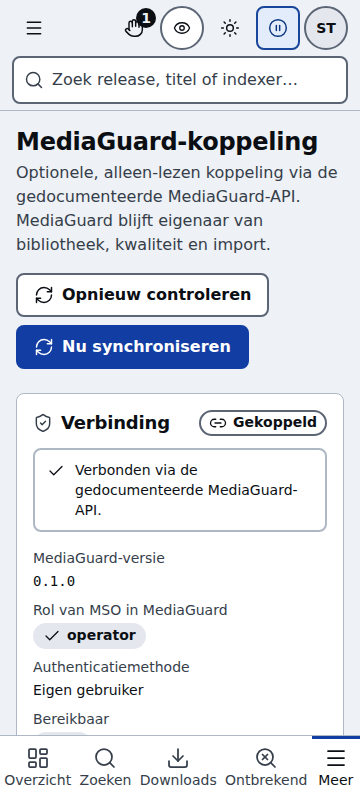 1
ST
Zoek release, titel of indexer…
MediaGuard-koppeling
Optionele, alleen-lezen koppeling via de
gedocumenteerde MediaGuard-API.
MediaGuard blijft eigenaar van
bibliotheek, kwaliteit en import.
Opnieuw controleren
Nu synchroniseren
Verbinding
Gekoppeld
Verbonden via de
gedocumenteerde MediaGuard-
API.
MediaGuard-versie
0.1.0
Rol van MSO in MediaGuard
operator
Authenticatiemethode
Eigen gebruiker
Bereikbaar
Overzicht Zoeken Downloads Ontbrekend Meer